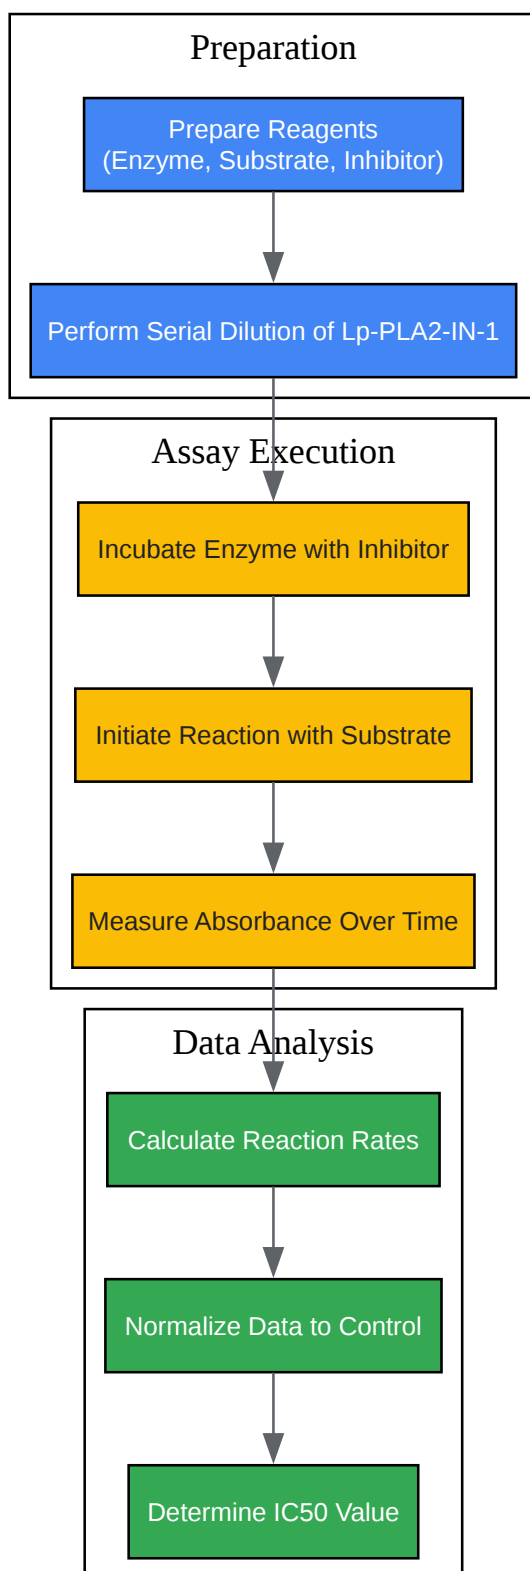 Preparation
Prepare Reagents
(Enzyme, Substrate, Inhibitor)
Perform Serial Dilution of Lp-PLA2-IN-1
Assay Execution
Incubate Enzyme with Inhibitor
Initiate Reaction with Substrate
Measure Absorbance Over Time
Data Analysis
Calculate Reaction Rates
Normalize Data to Control
Determine IC50 Value